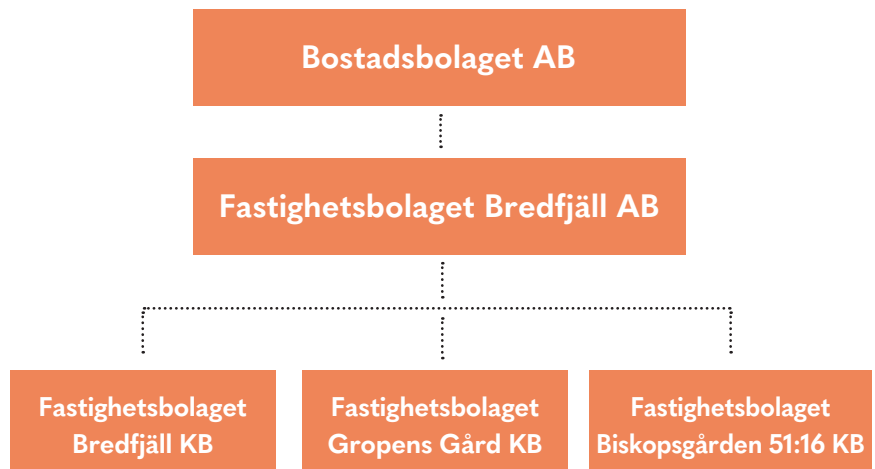 Bostadsbolaget AB
Fastighetsbolaget Bredfjäll AB
Fastighetsbolaget
Bredfjäll KB
Fastighetsbolaget
Gropens Gård KB
Fastighetsbolaget
Biskopsgården 51:16 KB